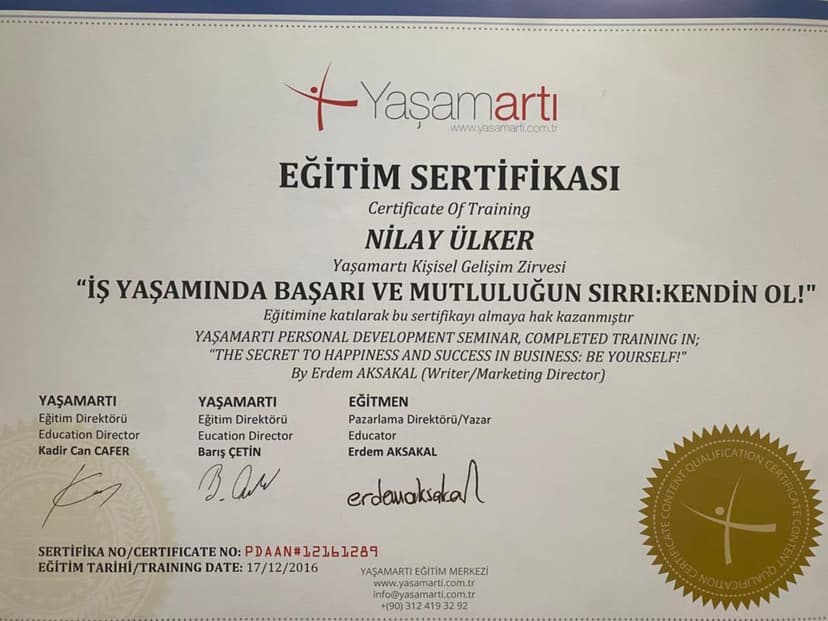 Yaşamartı
www.yasamarti.com.tr
EĞİTİM SERTİFİKASI
Certificate Of Training
NİLAY ÜLKER
Yaşamartı Kişisel Gelişim Zirvesi
“İŞ YAŞAMINDA BAŞARI VE MUTLULUĞUN SIRRI:KENDİN OL!"
Eğitimine katılarak bu sertifikayı almaya hak kazanmıştır
YAŞAMARTI PERSONAL DEVELOPMENT SEMINAR, COMPLETED TRAINING IN;
“THE SECRET TO HAPPINESS AND SUCCESS IN BUSINESS: BE YOURSELF!"
By Erdem AKSAKAL (Writer/Marketing Director)
YAŞAMARTI
Eğitim Direktörü
Education Director
Kadir Can CAFER
YAŞAMARTI
Eğitim Direktörü
Eucation Director
Barış ÇETİN
EĞİTMEN
Pazarlama Direktörü/Yazar
Educator
Erdem AKSAKAL
erdemaksakal
SERTİFİKA NO/CERTIFICATE NO: PDAAN#12161289
EĞİTİM TARİHİ/TRAINING DATE: 17/12/2016
YAŞAMARTI EĞİTİM MERKEZİ
www.yasamarti.com.tr
info@yasamarti.com.tr
+(90) 312 419 32 92
CERTIFICATE CONTENT QUALIFICATION CERTIFICATE CONTENT QUALIFICATION